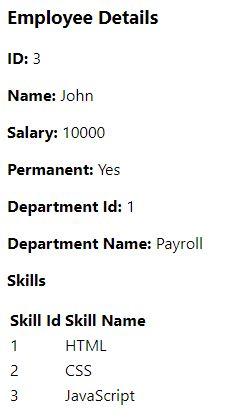 Employee Details
ID: 3
Name: John
Salary: 10000
Permanent: Yes
Department Id: 1
Department Name: Payroll
Skills
Skill Id Skill Name
1 HTML
2 CSS
3 JavaScript